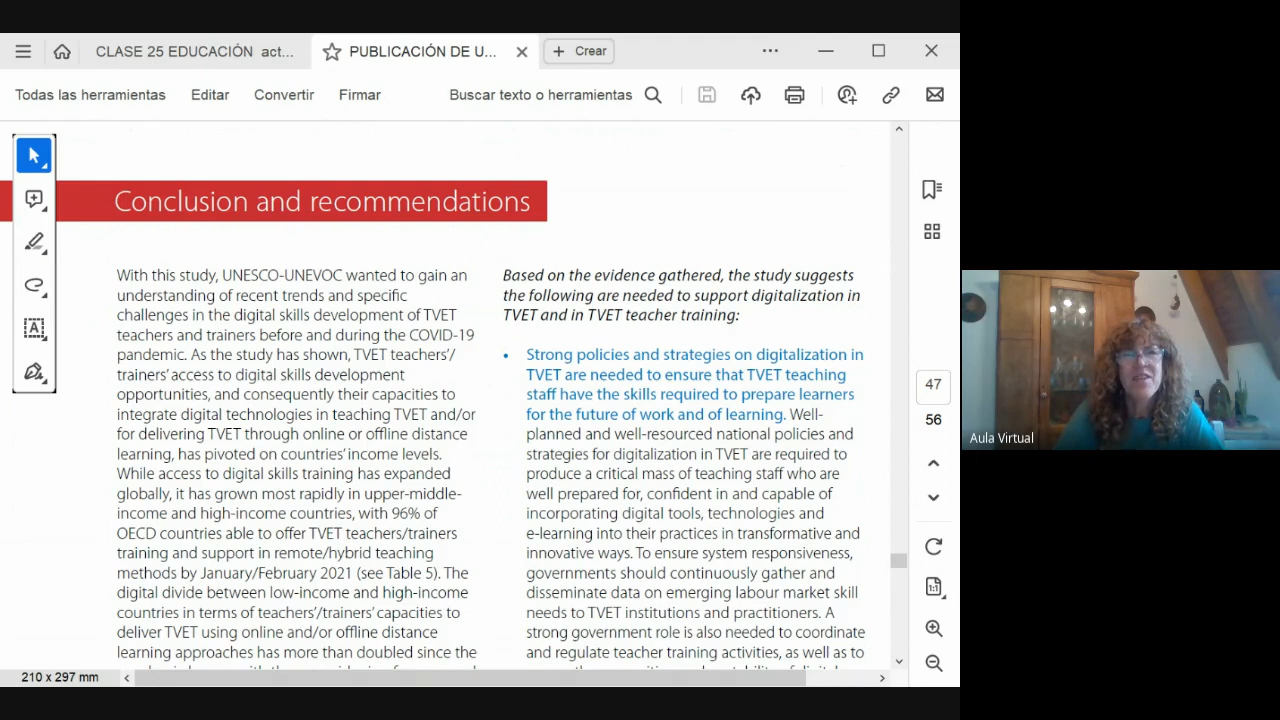 CLASE 25 EDUCACIÓN act...
PUBLICACIÓN DE U...
Crear
Todas las herramientas
Editar
Convertir
Firmar
Buscar texto o herramientas
Conclusion and recommendations
With this study, UNESCO-UNEVOC wanted to gain an
understanding of recent trends and specific
challenges in the digital skills development of TVET
teachers and trainers before and during the COVID-19
pandemic. As the study has shown, TVET teachers'/
trainers' access to digital skills development
opportunities, and consequently their capacities to
integrate digital technologies in teaching TVET and/or
for delivering TVET through online or offline distance
learning, has pivoted on countries' income levels.
While access to digital skills training has expanded
globally, it has grown most rapidly in upper-middle-
income and high-income countries, with 96% of
OECD countries able to offer TVET teachers/trainers
training and support in remote/hybrid teaching
methods by January/February 2021 (see Table 5). The
digital divide between low-income and high-income
countries in terms of teachers'/trainers' capacities to
deliver TVET using online and/or offline distance
learning approaches has more than doubled since the
Based on the evidence gathered, the study suggests
the following are needed to support digitalization in
TVET and in TVET teacher training:
• Strong policies and strategies on digitalization in
TVET are needed to ensure that TVET teaching
staff have the skills required to prepare learners
for the future of work and of learning. Well-
planned and well-resourced national policies and
strategies for digitalization in TVET are required to
produce a critical mass of teaching staff who are
well prepared for, confident in and capable of
incorporating digital tools, technologies and
e-learning into their practices in transformative and
innovative ways. To ensure system responsiveness,
governments should continuously gather and
disseminate data on emerging labour market skill
needs to TVET institutions and practitioners. A
strong government role is also needed to coordinate
and regulate teacher training activities, as well as to
47
56
1:1
210 x 297 mm
Aula Virtual